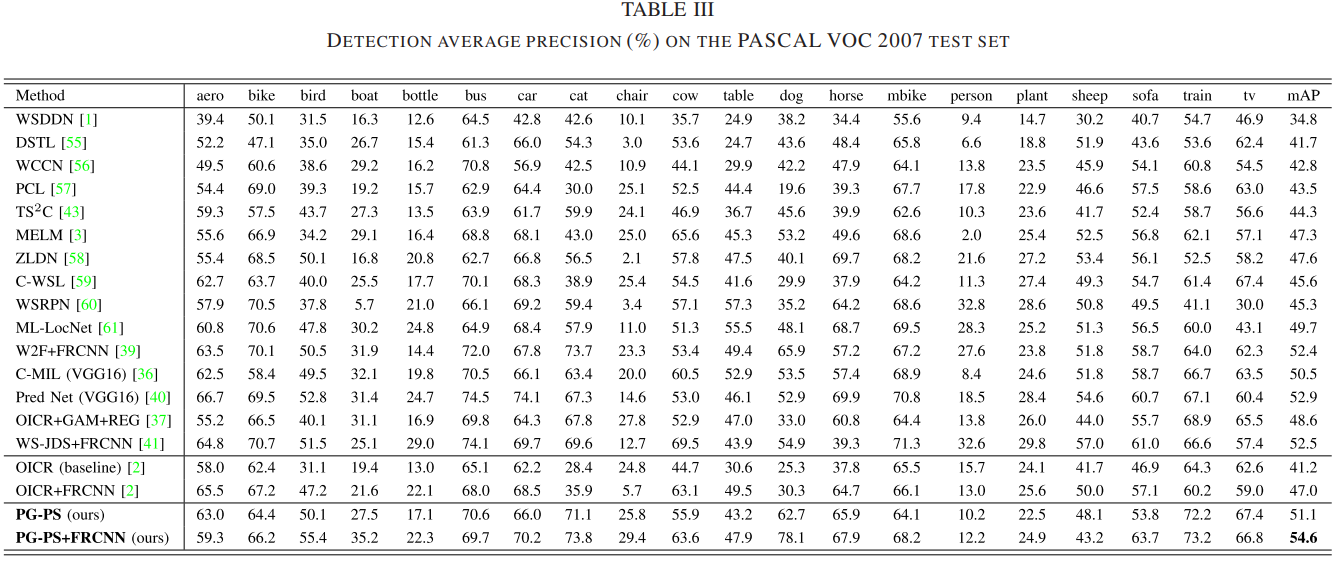 TABLE III
DETECTION AVERAGE PRECISION (%) ON THE PASCAL VOC 2007 TEST SET
Method aero bike bird boat bottle bus car cat chair cow table dog horse mbike person plant sheep sofa train tv mAP
WSDDN [1] 39.4 50.1 31.5 16.3 12.6 64.5 42.8 42.6 10.1 35.7 24.9 38.2 34.4 55.6 9.4 14.7 30.2 40.7 54.7 46.9 34.8
DSTL [55] 52.2 47.1 35.0 26.7 15.4 61.3 66.0 54.3 3.0 53.6 24.7 43.6 48.4 65.8 6.6 18.8 51.9 43.6 53.6 62.4 41.7
WCCN [56] 49.5 60.6 38.6 29.2 16.2 70.8 56.9 42.5 10.9 44.1 29.9 42.2 47.9 64.1 13.8 23.5 45.9 54.1 60.8 54.5 42.8
PCL [57] 54.4 69.0 39.3 19.2 15.7 62.9 64.4 30.0 25.1 52.5 44.4 19.6 39.3 67.7 17.8 22.9 46.6 57.5 58.6 63.0 43.5
TS²C [43] 59.3 57.5 43.7 27.3 13.5 63.9 61.7 59.9 24.1 46.9 36.7 45.6 39.9 62.6 10.3 23.6 41.7 52.4 58.7 56.6 44.3
MELM [3] 55.6 66.9 34.2 29.1 16.4 68.8 68.1 43.0 25.0 65.6 45.3 53.2 49.6 68.6 2.0 25.4 52.5 56.8 62.1 57.1 47.3
ZLDN [58] 55.4 68.5 50.1 16.8 20.8 62.7 66.8 56.5 2.1 57.8 47.5 40.1 69.7 68.2 21.6 27.2 53.4 56.1 52.5 58.2 47.6
C-WSL [59] 62.7 63.7 40.0 25.5 17.7 70.1 68.3 38.9 25.4 54.5 41.6 29.9 37.9 64.2 11.3 27.4 49.3 54.7 61.4 67.4 45.6
WSRPN [60] 57.9 70.5 37.8 5.7 21.0 66.1 69.2 59.4 3.4 57.1 57.3 35.2 64.2 68.6 32.8 28.6 50.8 49.5 41.1 30.0 45.3
ML-LocNet [61] 60.8 70.6 47.8 30.2 24.8 64.9 68.4 57.9 11.0 51.3 55.5 48.1 68.7 69.5 28.3 25.2 51.3 56.5 60.0 43.1 49.7
W2F+FRCNN [39] 63.5 70.1 50.5 31.9 14.4 72.0 67.8 73.7 23.3 53.4 49.4 65.9 57.2 67.2 27.6 23.8 51.8 58.7 64.0 62.3 52.4
C-MIL (VGG16) [36] 62.5 58.4 49.5 32.1 19.8 70.5 66.1 63.4 20.0 60.5 52.9 53.5 57.4 68.9 8.4 24.6 51.8 58.7 66.7 63.5 50.5
Pred Net (VGG16) [40] 66.7 69.5 52.8 31.4 24.7 74.5 74.1 67.3 14.6 53.0 46.1 52.9 69.9 70.8 18.5 28.4 54.6 60.7 67.1 60.4 52.9
OICR+GAM+REG [37] 55.2 66.5 40.1 31.1 16.9 69.8 64.3 67.8 27.8 52.9 47.0 33.0 60.8 64.4 13.8 26.0 44.0 55.7 68.9 65.5 48.6
WS-JDS+FRCNN [41] 64.8 70.7 51.5 25.1 29.0 74.1 69.7 69.6 12.7 69.5 43.9 54.9 39.3 71.3 32.6 29.8 57.0 61.0 66.6 57.4 52.5
OICR (baseline) [2] 58.0 62.4 31.1 19.4 13.0 65.1 62.2 28.4 24.8 44.7 30.6 25.3 37.8 65.5 15.7 24.1 41.7 46.9 64.3 62.6 41.2
OICR+FRCNN [2] 65.5 67.2 47.2 21.6 22.1 68.0 68.5 35.9 5.7 63.1 49.5 30.3 64.7 66.1 13.0 25.6 50.0 57.1 60.2 59.0 47.0
PG-PS (ours) 63.0 64.4 50.1 27.5 17.1 70.6 66.0 71.1 25.8 55.9 43.2 62.7 65.9 64.1 10.2 22.5 48.1 53.8 72.2 67.4 51.1
PG-PS+FRCNN (ours) 59.3 66.2 55.4 35.2 22.3 69.7 70.2 73.8 29.4 63.6 47.9 78.1 67.9 68.2 12.2 24.9 43.2 63.7 73.2 66.8 54.6